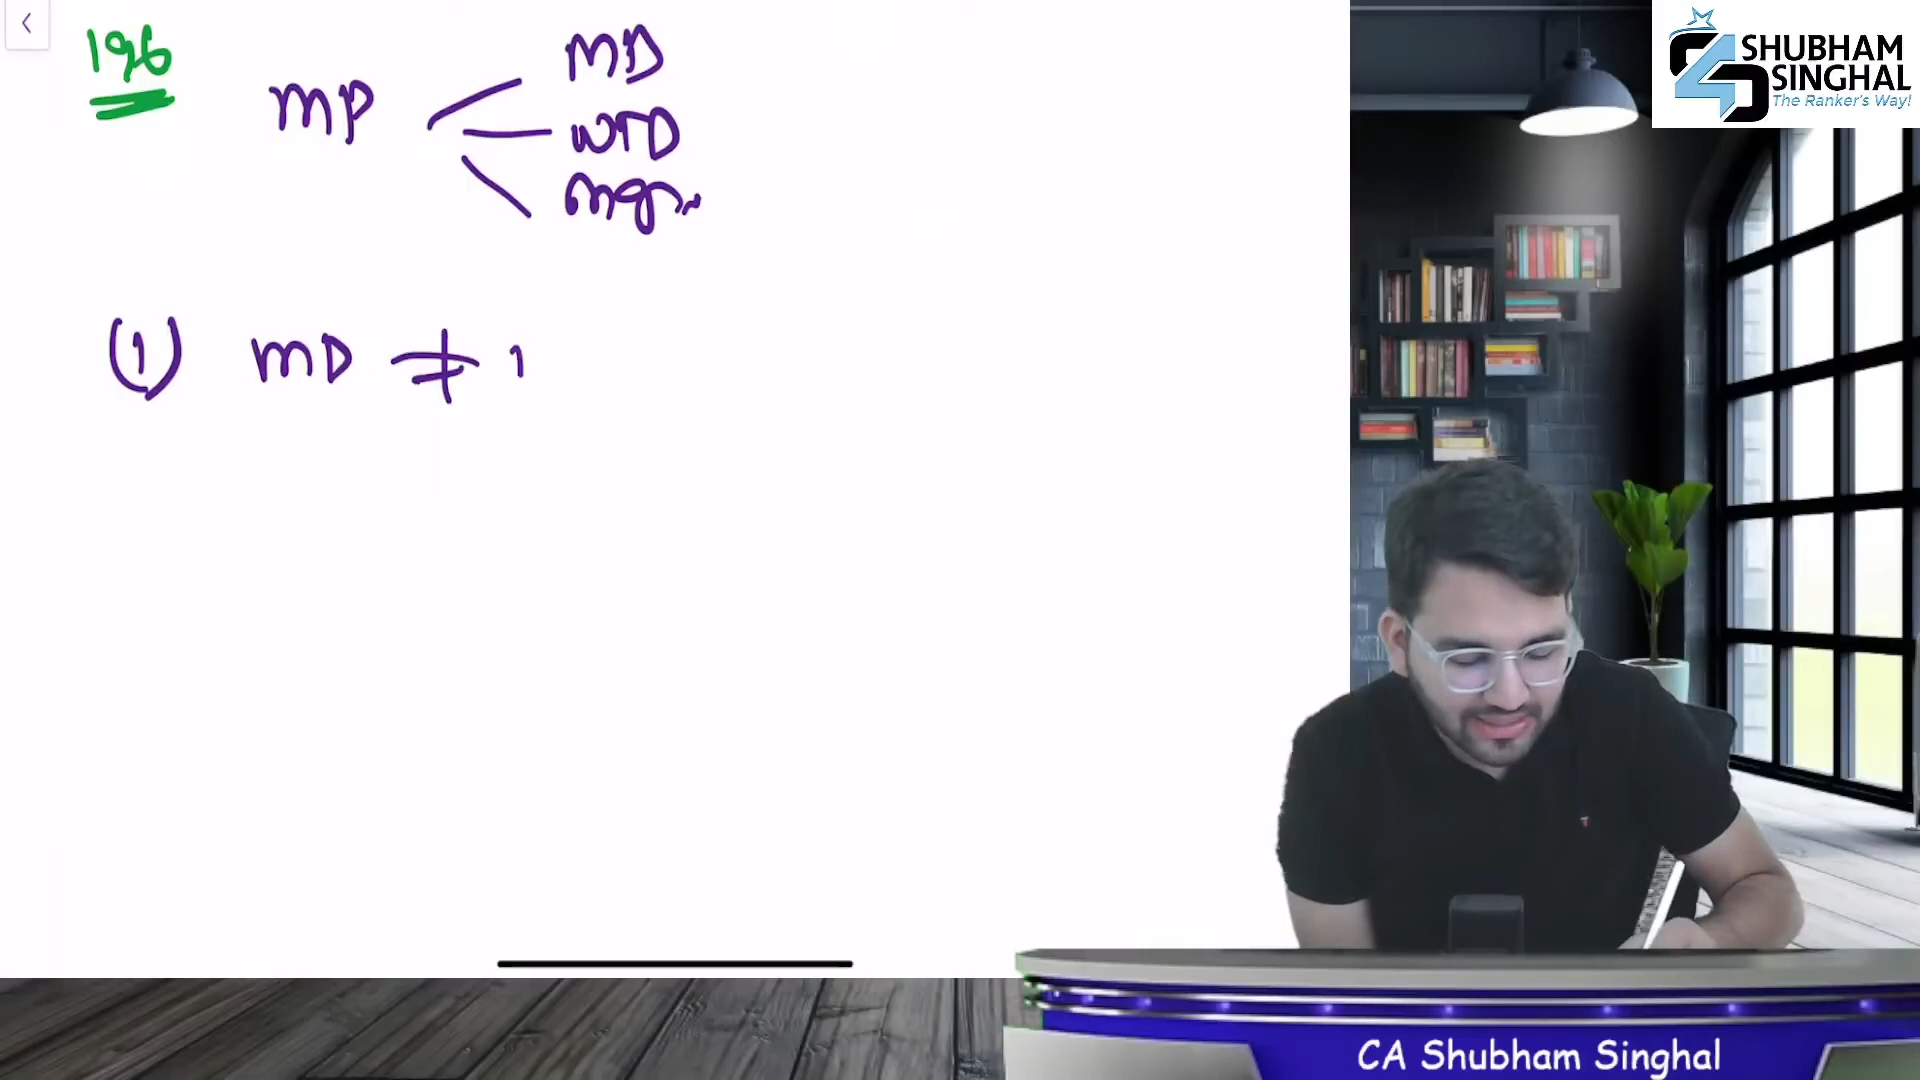 196
MP
MD
WTD
Mgr
(1) MD ≠ 1
SHUBHAM
SINGHAL
The Ranker's Way!
CA Shubham Singhal